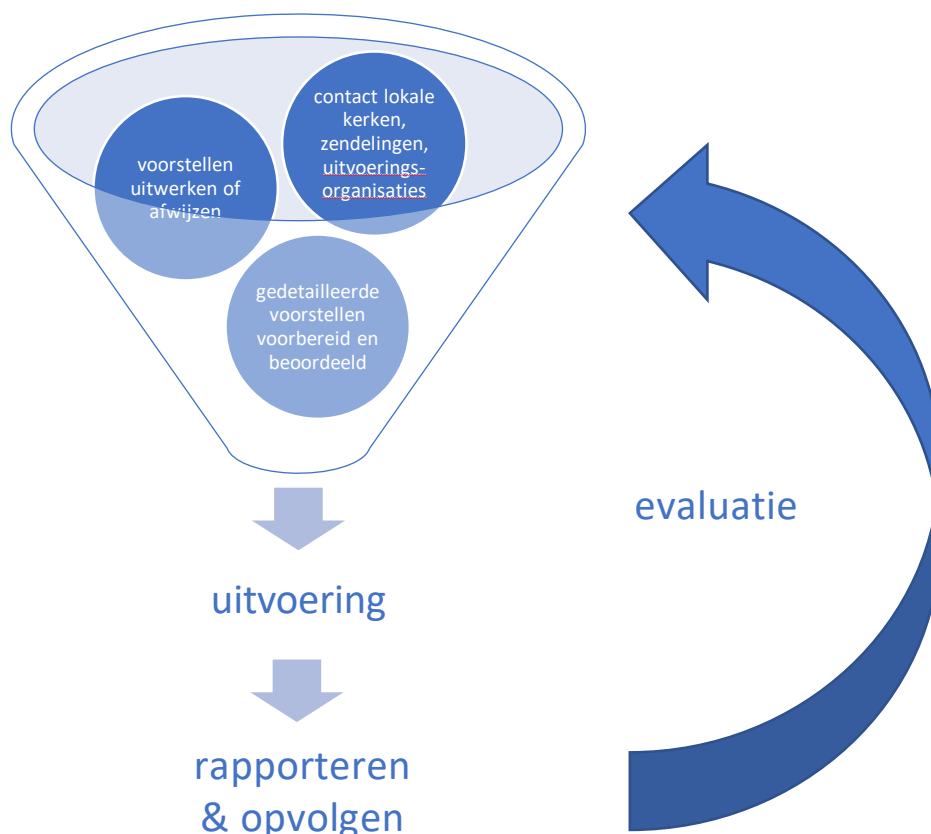 contact lokale
kerken,
zendelingen,
uitvoerings-
organisaties
voorstellen
uitwerken of
afwijzen
gedetailleerde
voorstellen
voorbereid en
beoordeeld
evaluatie
uitvoering
rapporteren
& opvolgen